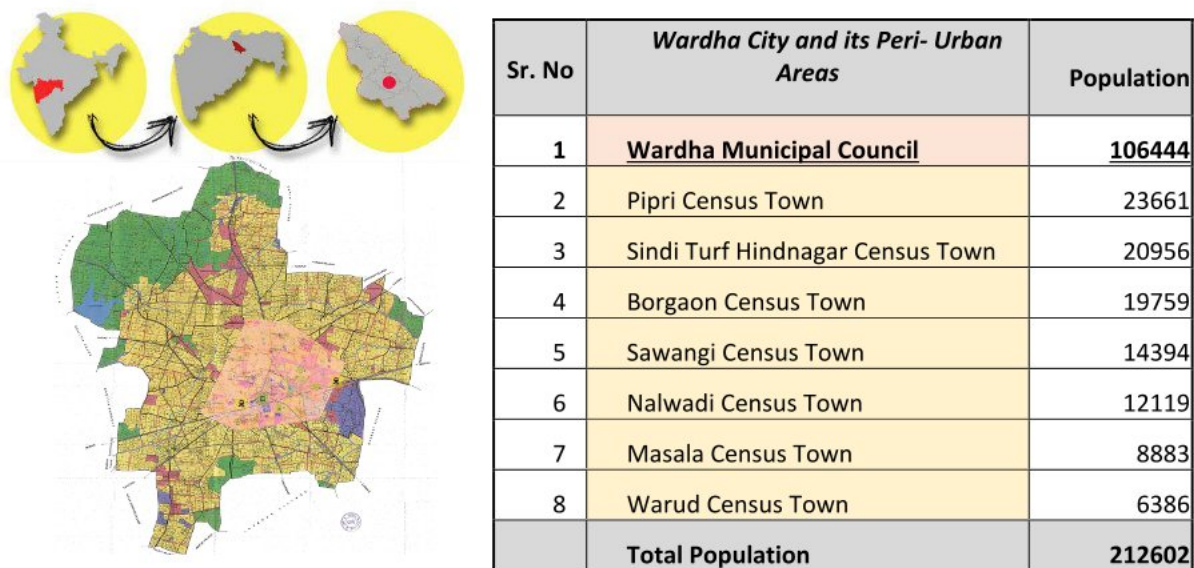 Sr. No Wardha City and its Peri- Urban Areas Population
1 Wardha Municipal Council 106444
2 Pipri Census Town 23661
3 Sindi Turf Hindnagar Census Town 20956
4 Borgaon Census Town 19759
5 Sawangi Census Town 14394
6 Nalwadi Census Town 12119
7 Masala Census Town 8883
8 Warud Census Town 6386
Total Population 212602